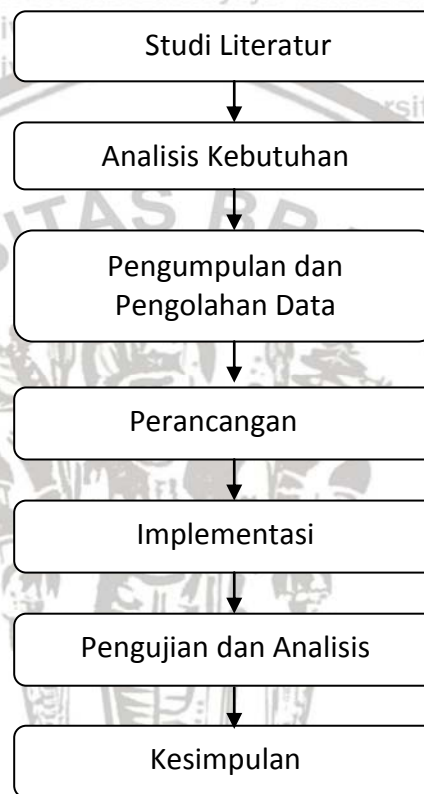 Studi Literatur
Analisis Kebutuhan
Pengumpulan dan
Pengolahan Data
Perancangan
Implementasi
Pengujian dan Analisis
Kesimpulan